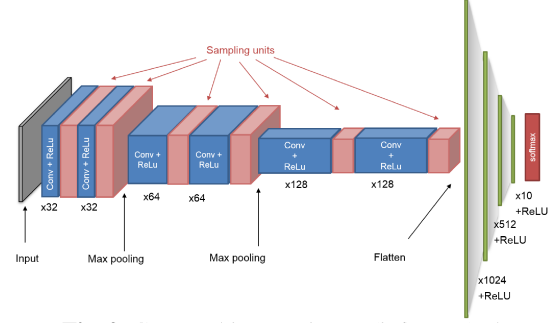 Sampling units
Conv + ReLu
Conv + ReLu
Conv +
ReLu
Conv +
ReLu
Conv
+
ReLu
Conv
+
ReLu
softmax
x32
x32
x64
x64
x128
x128
x10
+ReLU
x512
+ReLU
x1024
+ReLU
Input
Max pooling
Max pooling
Flatten